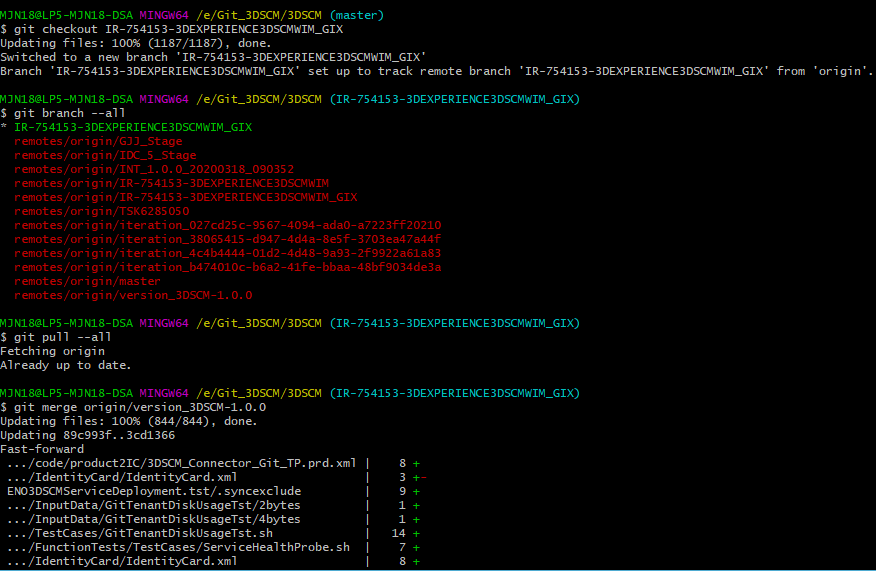 MJN18@LP5-MJN18-DSA MINGW64 /e/Git_3DSCM/3DSCM (master)
$ git checkout IR-754153-3DEXPERIENCE3DSCMWIM_GIX
Updating files: 100% (1187/1187), done.
Switched to a new branch 'IR-754153-3DEXPERIENCE3DSCMWIM_GIX'
Branch 'IR-754153-3DEXPERIENCE3DSCMWIM_GIX' set up to track remote branch 'IR-754153-3DEXPERIENCE3DSCMWIM_GIX' from 'origin'.
MJN18@LP5-MJN18-DSA MINGW64 /e/Git_3DSCM/3DSCM (IR-754153-3DEXPERIENCE3DSCMWIM_GIX)
$ git branch --all
* IR-754153-3DEXPERIENCE3DSCMWIM_GIX
remotes/origin/GJJ_Stage
remotes/origin/IDC_5_Stage
remotes/origin/INT_1.0.0_20200318_090352
remotes/origin/IR-754153-3DEXPERIENCE3DSCMWIM
remotes/origin/IR-754153-3DEXPERIENCE3DSCMWIM_GIX
remotes/origin/TSK6285050
remotes/origin/iteration_027cd25c-9567-4094-ada0-a7223ff20210
remotes/origin/iteration_38065415-d947-4d4a-8e5f-3703ea47a44f
remotes/origin/iteration_4c4b4444-01d2-4d48-9a93-2f9922a61a83
remotes/origin/iteration_b474010c-b6a2-41fe-bbaa-48bf9034de3a
remotes/origin/master
remotes/origin/version_3DSCM-1.0.0
MJN18@LP5-MJN18-DSA MINGW64 /e/Git_3DSCM/3DSCM (IR-754153-3DEXPERIENCE3DSCMWIM_GIX)
$ git pull --all
Fetching origin
Already up to date.
MJN18@LP5-MJN18-DSA MINGW64 /e/Git_3DSCM/3DSCM (IR-754153-3DEXPERIENCE3DSCMWIM_GIX)
$ git merge origin/version_3DSCM-1.0.0
Updating files: 100% (844/844), done.
Updating 89c993f..3cd1366
Fast-forward
.../code/product2IC/3DSCM_Connector_Git_TP.prd.xml | 8 +
.../IdentityCard/IdentityCard.xml | 3 +-
ENO3DSCMServiceDeployment.tst/.syncexclude | 9 +
.../InputData/GitTenantDiskUsageTst/2bytes | 1 +
.../InputData/GitTenantDiskUsageTst/4bytes | 1 +
.../TestCases/GitTenantDiskUsageTst.sh | 14 +
.../FunctionTests/TestCases/ServiceHealthProbe.sh | 7 +
.../IdentityCard/IdentityCard.xml | 8 +